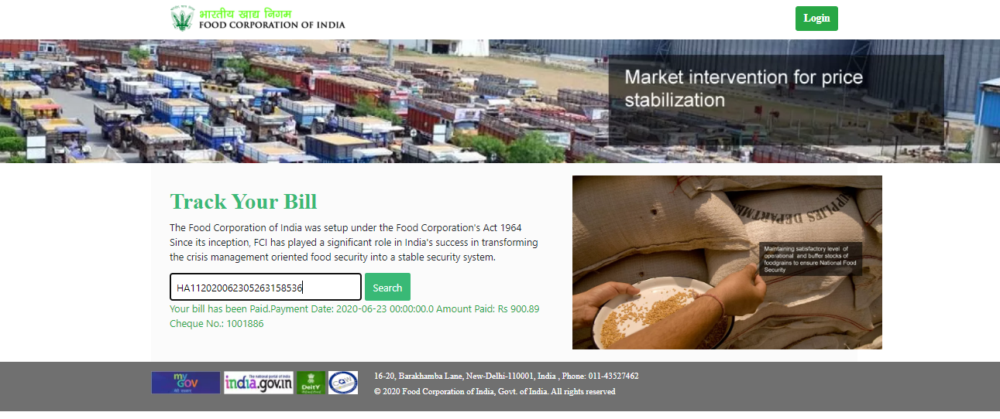 भारतीय खाद्य निगम
FOOD CORPORATION OF INDIA
Login
Market intervention for price
stabilization
Track Your Bill
The Food Corporation of India was setup under the Food Corporation's Act 1964
Since its inception, FCI has played a significant role in India's success in transforming
the crisis management oriented food security into a stable security system.
HA112020062305263158536
Search
Your bill has been Paid.Payment Date: 2020-06-23 00:00:00.0 Amount Paid: Rs 900.89
Cheque No.: 1001886
SUPPLIES DEPARTM
Maintaining satisfactory level of
operational and buffer stocks of
foodgrains to ensure National Food
Security
my
GOV
मेरी सरकार
The national portal of India
india.gov.in
DeitY
CQW
16-20, Barakhamba Lane, New-Delhi-110001, India , Phone: 011-43527462
© 2020 Food Corporation of India, Govt. of India. All rights reserved